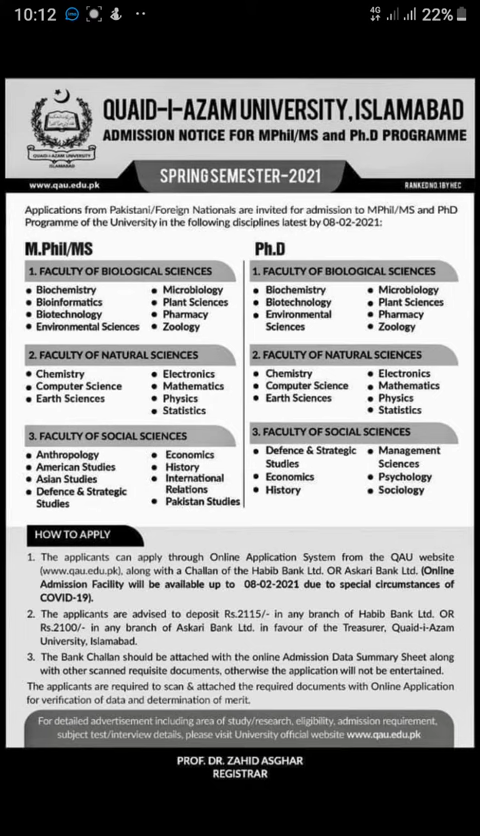 10:12
4G
22%
QUAID-I-AZAM UNIVERSITY
ISLAMABAD
QUAID-I-AZAM UNIVERSITY, ISLAMABAD
ADMISSION NOTICE FOR MPhil/MS and Ph.D PROGRAMME
www.qau.edu.pk
SPRING SEMESTER-2021
RANKED NO. 1 BY HEC
Applications from Pakistani/Foreign Nationals are invited for admission to MPhil/MS and PhD
Programme of the University in the following disciplines latest by 08-02-2021:
M.Phil/MS
1. FACULTY OF BIOLOGICAL SCIENCES
• Biochemistry
• Bioinformatics
• Biotechnology
• Environmental Sciences
• Microbiology
• Plant Sciences
• Pharmacy
• Zoology
2. FACULTY OF NATURAL SCIENCES
• Chemistry
• Computer Science
• Earth Sciences
• Electronics
• Mathematics
• Physics
• Statistics
3. FACULTY OF SOCIAL SCIENCES
• Anthropology
• American Studies
• Asian Studies
• Defence & Strategic
Studies
• Economics
• History
• International
Relations
• Pakistan Studies
Ph.D
1. FACULTY OF BIOLOGICAL SCIENCES
• Biochemistry
• Biotechnology
• Environmental
Sciences
• Microbiology
• Plant Sciences
• Pharmacy
• Zoology
2. FACULTY OF NATURAL SCIENCES
• Chemistry
• Computer Science
• Earth Sciences
• Electronics
• Mathematics
• Physics
• Statistics
3. FACULTY OF SOCIAL SCIENCES
• Defence & Strategic
Studies
• Economics
• History
• Management
Sciences
• Psychology
• Sociology
HOW TO APPLY
1. The applicants can apply through Online Application System from the QAU website
(www.qau.edu.pk), along with a Challan of the Habib Bank Ltd. OR Askari Bank Ltd. (Online
Admission Facility will be available up to 08-02-2021 due to special circumstances of
COVID-19).
2. The applicants are advised to deposit Rs.2115/- in any branch of Habib Bank Ltd. OR
Rs.2100/- in any branch of Askari Bank Ltd. in favour of the Treasurer, Quaid-i-Azam
University, Islamabad.
3. The Bank Challan should be attached with the online Admission Data Summary Sheet along
with other scanned requisite documents, otherwise the application will not be entertained.
The applicants are required to scan & attached the required documents with Online Application
for verification of data and determination of merit.
For detailed advertisement including area of study/research, eligibility, admission requirement,
subject test/interview details, please visit University official website www.qau.edu.pk
PROF. DR. ZAHID ASGHAR
REGISTRAR